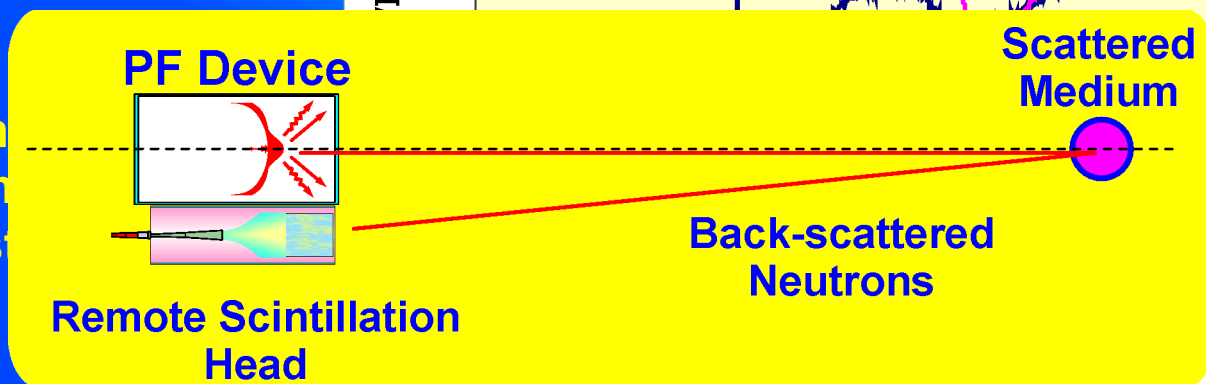 PF Device
Scattered
Medium
Back-scattered
Neutrons
Remote Scintillation
Head